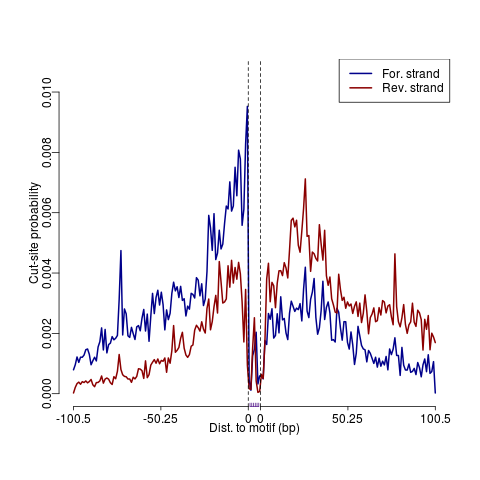 For. strand
Rev. strand
Cut-site probability
0.010
0.008
0.006
0.004
0.002
0.000
-100.5 -50.25 0 0 50.25 100.5
Dist. to motif (bp)